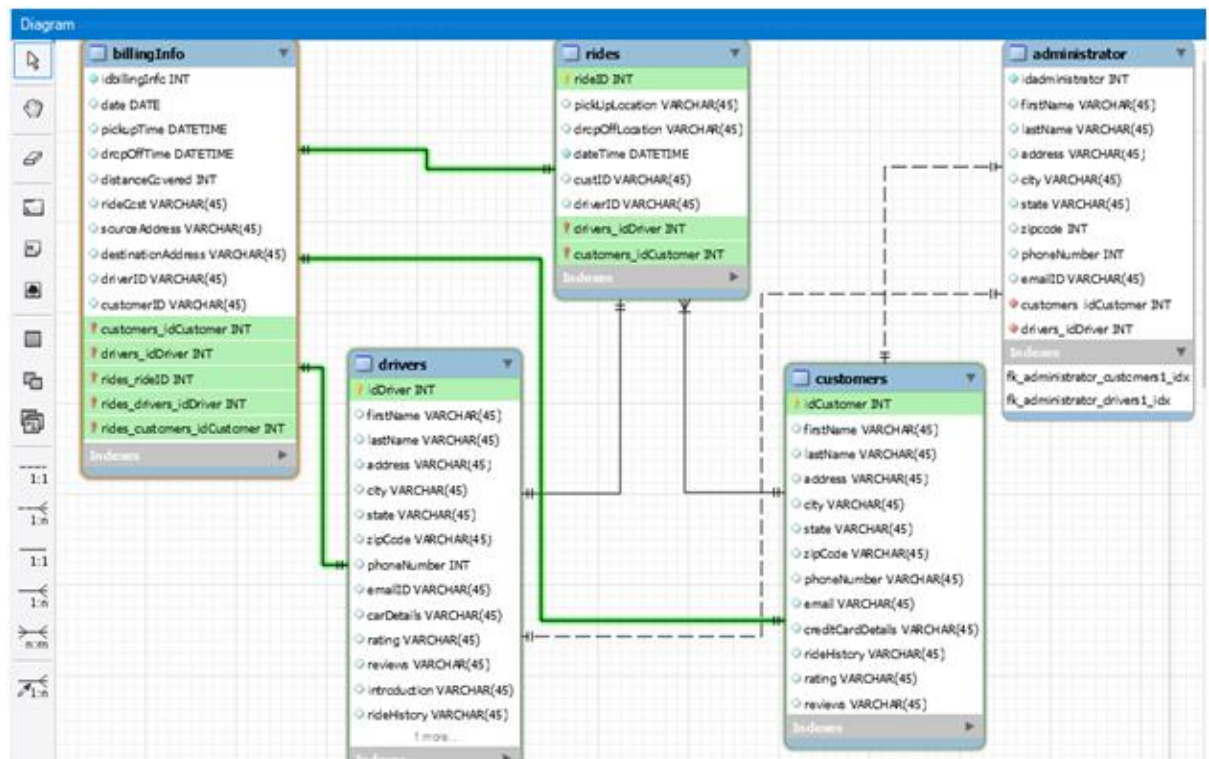 Diagram
billingInfo
idbillingInfo INT
date DATE
pickupTime DATETIME
dropOffTime DATETIME
distanceCovered INT
rideCost VARCHAR(45)
sourceAddress VARCHAR(45)
destinationAddress VARCHAR(45)
driverID VARCHAR(45)
customerID VARCHAR(45)
customers_idCustomer INT
drivers_idDriver INT
rides_rideID INT
rides_drivers_idDriver INT
rides_customers_idCustomer INT
Indexes
rides
rideID INT
pickUpLocation VARCHAR(45)
dropOffLocation VARCHAR(45)
dateTime DATETIME
custID VARCHAR(45)
driverID VARCHAR(45)
drivers_idDriver INT
customers_idCustomer INT
Indexes
administrator
idadministrator INT
firstName VARCHAR(45)
lastName VARCHAR(45)
address VARCHAR(45)
city VARCHAR(45)
state VARCHAR(45)
zipcode INT
phoneNumber INT
emailID VARCHAR(45)
customers_idCustomer INT
drivers_idDriver INT
Indexes
fk_administrator_customers1_idx
fk_administrator_drivers1_idx
drivers
idDriver INT
firstName VARCHAR(45)
lastName VARCHAR(45)
address VARCHAR(45)
city VARCHAR(45)
state VARCHAR(45)
zipCode VARCHAR(45)
phoneNumber INT
emailID VARCHAR(45)
carDetails VARCHAR(45)
rating VARCHAR(45)
reviews VARCHAR(45)
introduction VARCHAR(45)
rideHistory VARCHAR(45)
1 more...
Indexes
customers
idCustomer INT
firstName VARCHAR(45)
lastName VARCHAR(45)
address VARCHAR(45)
city VARCHAR(45)
state VARCHAR(45)
zipCode VARCHAR(45)
phoneNumber VARCHAR(45)
email VARCHAR(45)
creditCardDetails VARCHAR(45)
rideHistory VARCHAR(45)
rating VARCHAR(45)
reviews VARCHAR(45)
Indexes
1:1
1:n
1:1
1:n
n:m
1:n